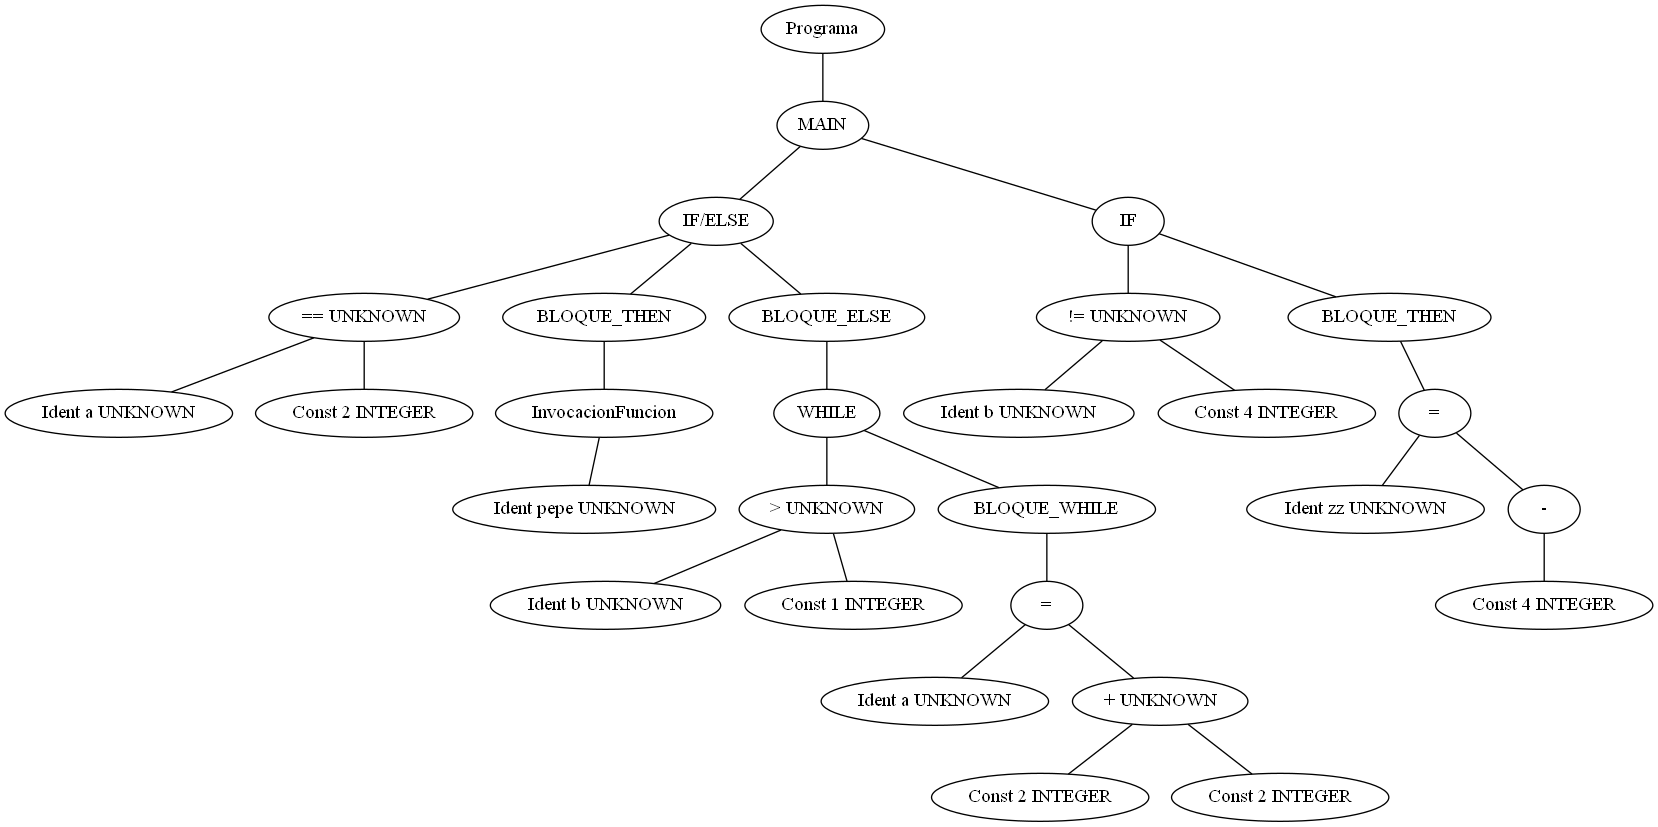 Programa
MAIN
IF/ELSE
IF
== UNKNOWN
BLOQUE_THEN
BLOQUE_ELSE
!= UNKNOWN
BLOQUE_THEN
Ident a UNKNOWN
Const 2 INTEGER
InvocacionFuncion
WHILE
Ident b UNKNOWN
Const 4 INTEGER
=
Ident pepe UNKNOWN
> UNKNOWN
BLOQUE_WHILE
Ident zz UNKNOWN
-
Ident b UNKNOWN
Const 1 INTEGER
=
Const 4 INTEGER
Ident a UNKNOWN
+ UNKNOWN
Const 2 INTEGER
Const 2 INTEGER